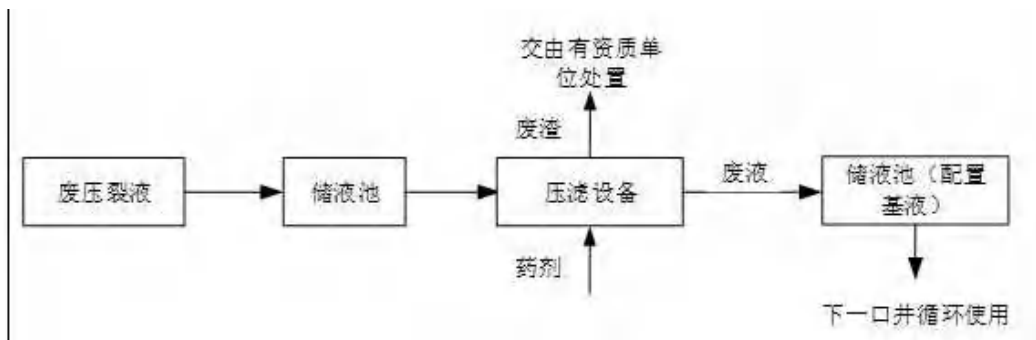 交由有资质单
位处置
废渣
废压裂液
储液池
压滤设备
废液
储液池（配置
基液）
药剂
下一口井循环使用